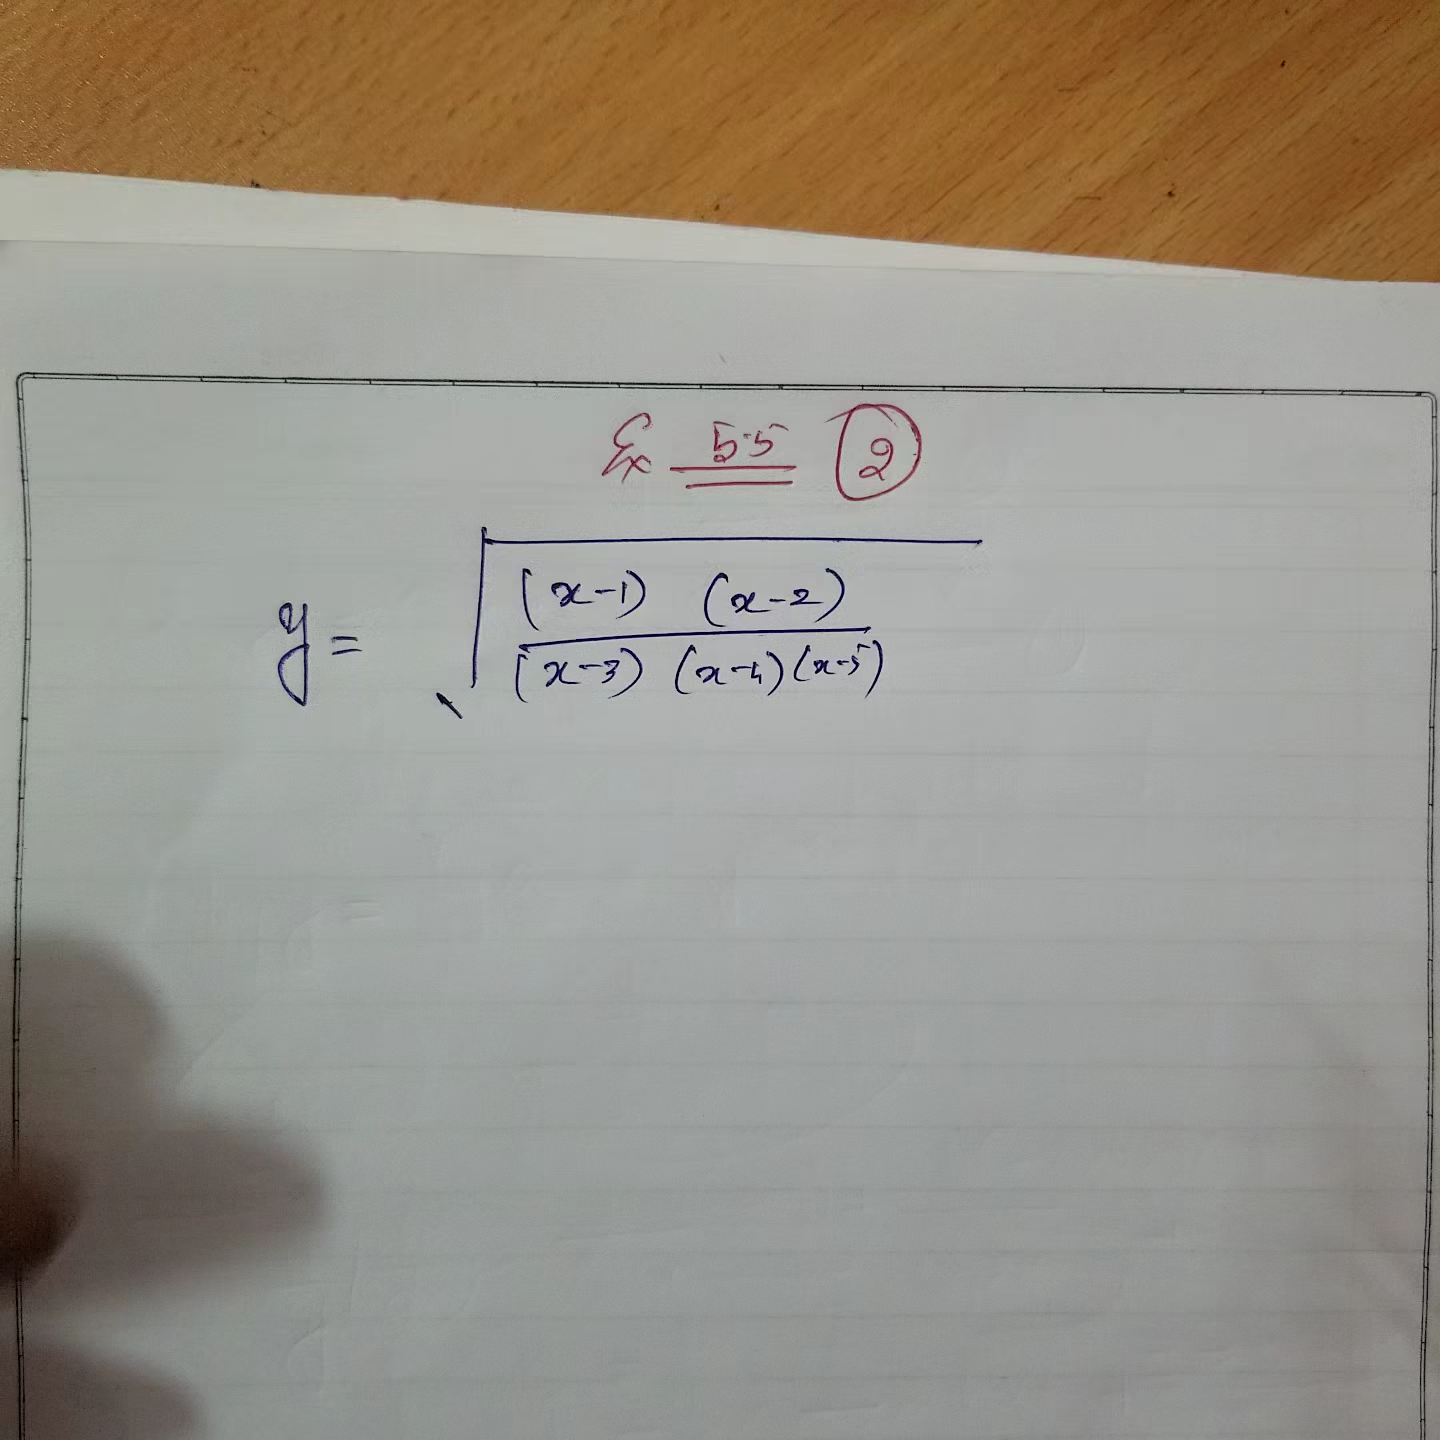 Ex 5.5 2
y = √((x-1) (x-2) / (x-3) (x-4)(x-5))